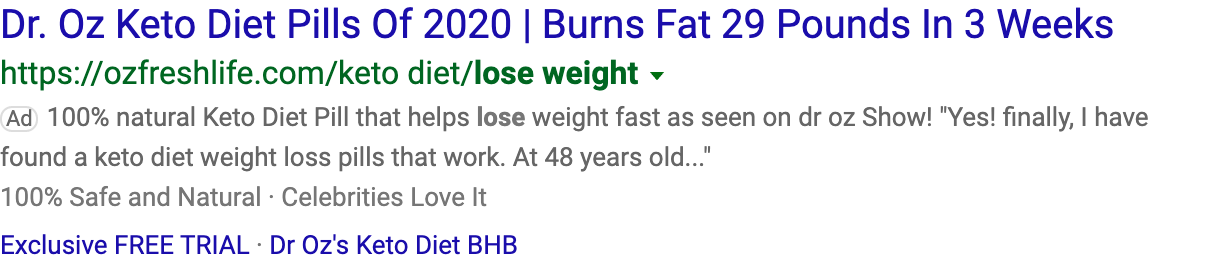 Dr. Oz Keto Diet Pills Of 2020 | Burns Fat 29 Pounds In 3 Weeks
https://ozfreshlife.com/keto diet/lose weight
Ad 100% natural Keto Diet Pill that helps lose weight fast as seen on dr oz Show! "Yes! finally, I have
found a keto diet weight loss pills that work. At 48 years old..."
100% Safe and Natural · Celebrities Love It
Exclusive FREE TRIAL · Dr Oz's Keto Diet BHB